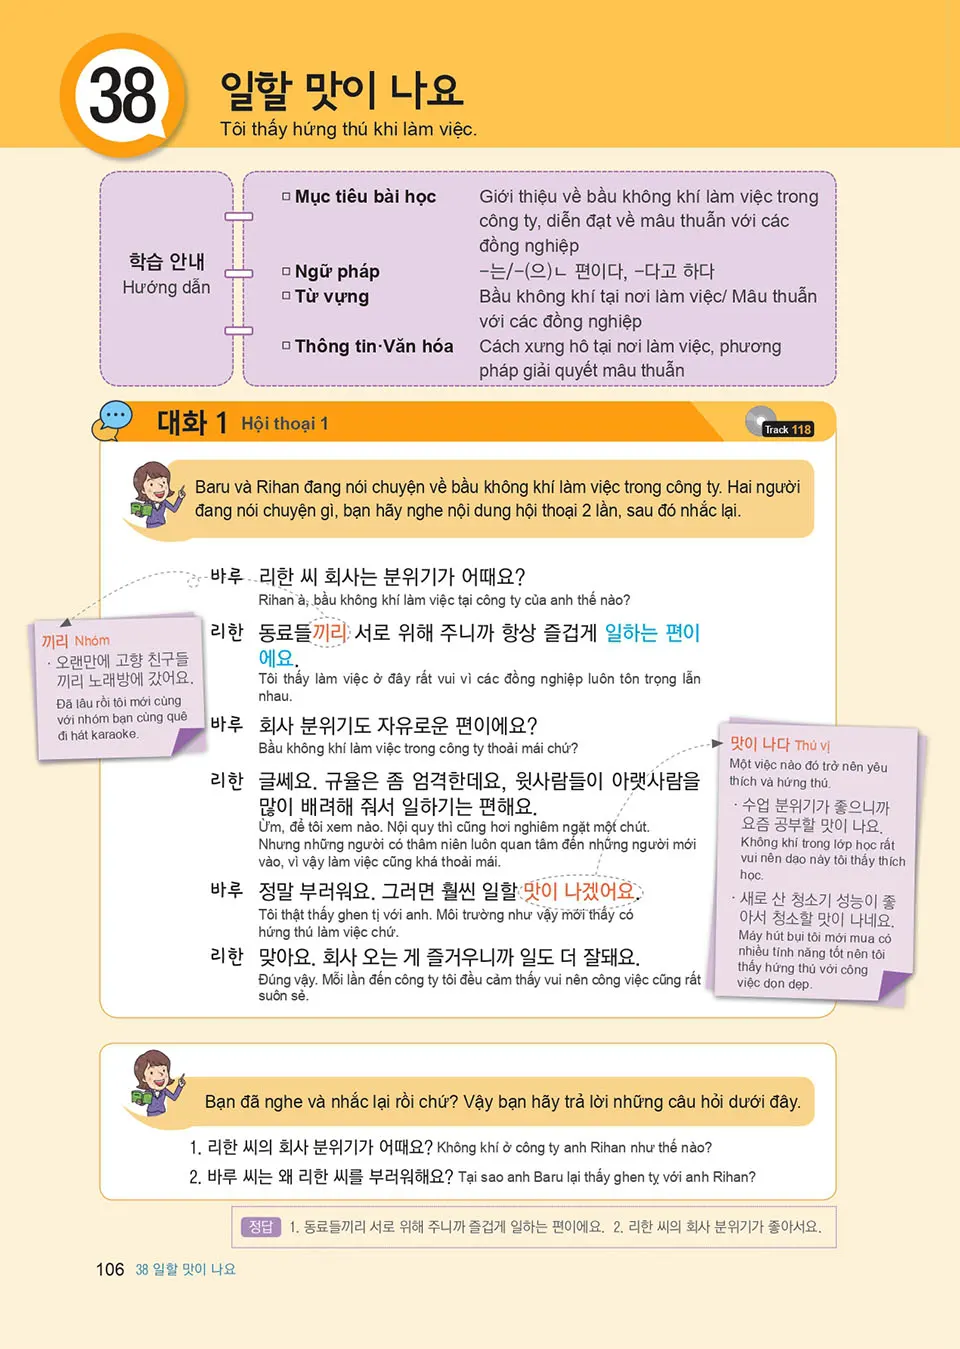 38
일할 맛이 나요
Tôi thấy hứng thú khi làm việc.
학습 안내
Hướng dẫn
□ Mục tiêu bài học
Giới thiệu về bầu không khí làm việc trong
công ty, diễn đạt về mâu thuẫn với các
đồng nghiệp
□ Ngữ pháp
-는/-(으)ㄴ 편이다, -다고 하다
□ Từ vựng
Bầu không khí tại nơi làm việc/ Mâu thuẫn
với các đồng nghiệp
□ Thông tin·Văn hóa
Cách xưng hô tại nơi làm việc, phương
pháp giải quyết mâu thuẫn
대화 1 Hội thoại 1
Track 118
Baru và Rihan đang nói chuyện về bầu không khí làm việc trong công ty. Hai người
đang nói chuyện gì, bạn hãy nghe nội dung hội thoại 2 lần, sau đó nhắc lại.
바루 리한 씨 회사는 분위기가 어때요?
Rihan à, bầu không khí làm việc tại công ty của anh thế nào?
리한 동료들끼리 서로 위해 주니까 항상 즐겁게 일하는 편이
에요.
Tôi thấy làm việc ở đây rất vui vì các đồng nghiệp luôn tôn trọng lẫn
nhau.
바루 회사 분위기도 자유로운 편이에요?
Bầu không khí làm việc trong công ty thoải mái chứ?
리한 글쎄요. 규율은 좀 엄격한데요, 윗사람들이 아랫사람을
많이 배려해 줘서 일하기는 편해요.
Ừm, để tôi xem nào. Nội quy thì cũng hơi nghiêm ngặt một chút.
Nhưng những người có thâm niên luôn quan tâm đến những người mới
vào, vì vậy làm việc cũng khá thoải mái.
바루 정말 부러워요. 그러면 훨씬 일할 맛이 나겠어요.
Tôi thật thấy ghen tị với anh. Môi trường như vậy mới thấy có
hứng thú làm việc chứ.
리한 맞아요. 회사 오는 게 즐거우니까 일도 더 잘돼요.
Đúng vậy. Mỗi lần đến công ty tôi đều cảm thấy vui nên công việc cũng rất
suôn sẻ.
끼리 Nhóm
· 오랜만에 고향 친구들
끼리 노래방에 갔어요.
Đã lâu rồi tôi mới cùng
với nhóm bạn cùng quê
đi hát karaoke.
맛이 나다 Thú vị
Một việc nào đó trở nên yêu
thích và hứng thú.
· 수업 분위기가 좋으니까
요즘 공부할 맛이 나요.
Không khí trong lớp học rất
vui nên dạo này tôi thấy thích
học.
· 새로 산 청소기 성능이 좋
아서 청소할 맛이 나네요.
Máy hút bụi tôi mới mua có
nhiều tính năng tốt nên tôi
thấy hứng thú với công
việc dọn dẹp.
Bạn đã nghe và nhắc lại rồi chứ? Vậy bạn hãy trả lời những câu hỏi dưới đây.
1. 리한 씨의 회사 분위기가 어때요? Không khí ở công ty anh Rihan như thế nào?
2. 바루 씨는 왜 리한 씨를 부러워해요? Tại sao anh Baru lại thấy ghen tỵ với anh Rihan?
정답 1. 동료들끼리 서로 위해 주니까 즐겁게 일하는 편이에요. 2. 리한 씨의 회사 분위기가 좋아서요.
106 38 일할 맛이 나요